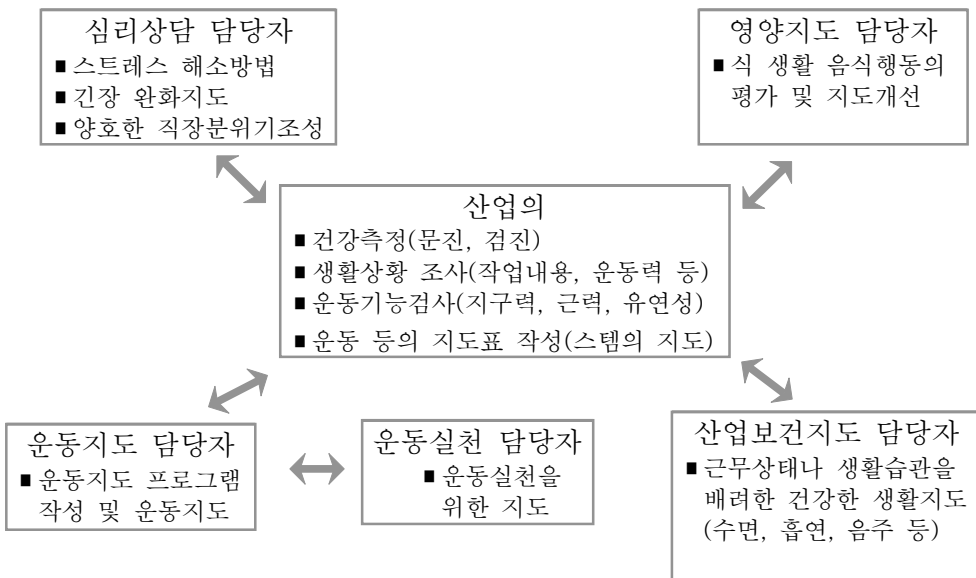 심리상담 담당자
■ 스트레스 해소방법
■ 긴장 완화지도
■ 양호한 직장분위기조성
영양지도 담당자
■ 식 생활 음식행동의
평가 및 지도개선
산업의
■ 건강측정(문진, 검진)
■ 생활상황 조사(작업내용, 운동력 등)
■ 운동기능검사(지구력, 근력, 유연성)
■ 운동 등의 지도표 작성(스템의 지도)
운동지도 담당자
■ 운동지도 프로그램
작성 및 운동지도
운동실천 담당자
■ 운동실천을
위한 지도
산업보건지도 담당자
■ 근무상태나 생활습관을
배려한 건강한 생활지도
(수면, 흡연, 음주 등)